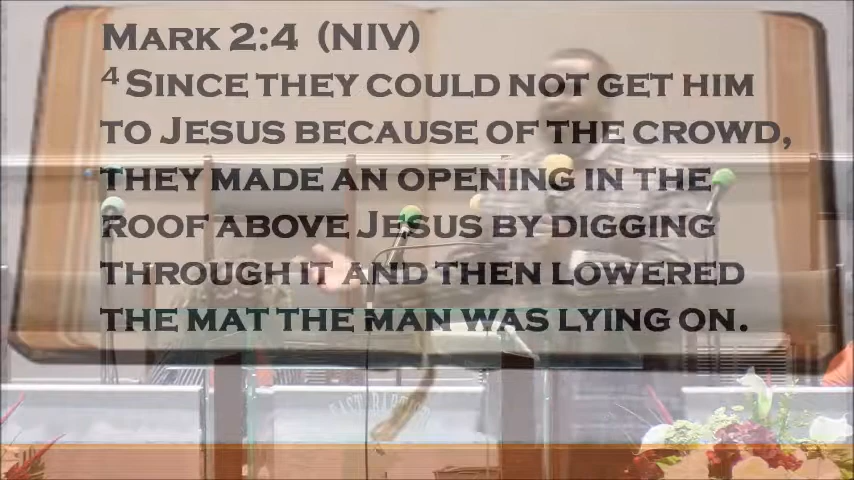 Mark 2:4 (NIV)
4 Since they could not get him
to Jesus because of the crowd,
they made an opening in the
roof above Jesus by digging
through it and then lowered
the mat the man was lying on.